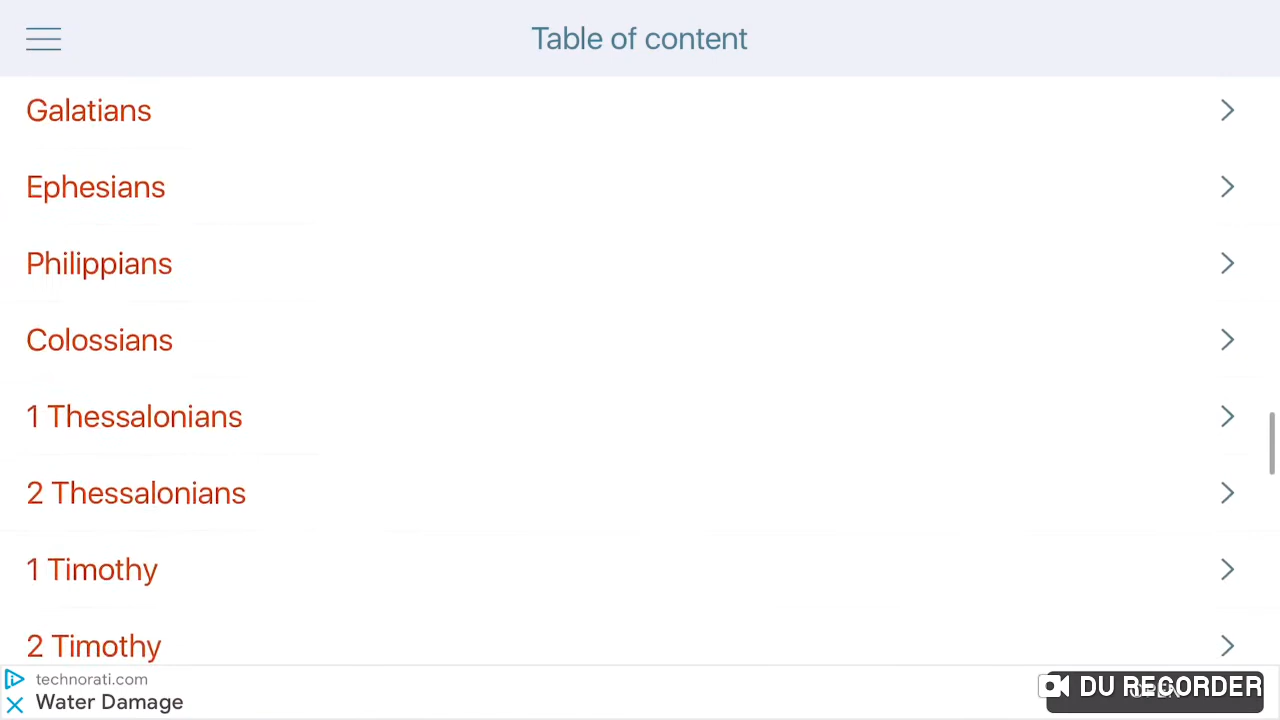 Table of content
Galatians
Ephesians
Philippians
Colossians
1 Thessalonians
2 Thessalonians
1 Timothy
2 Timothy
technorati.com
Water Damage
OPEN
DU RECORDER